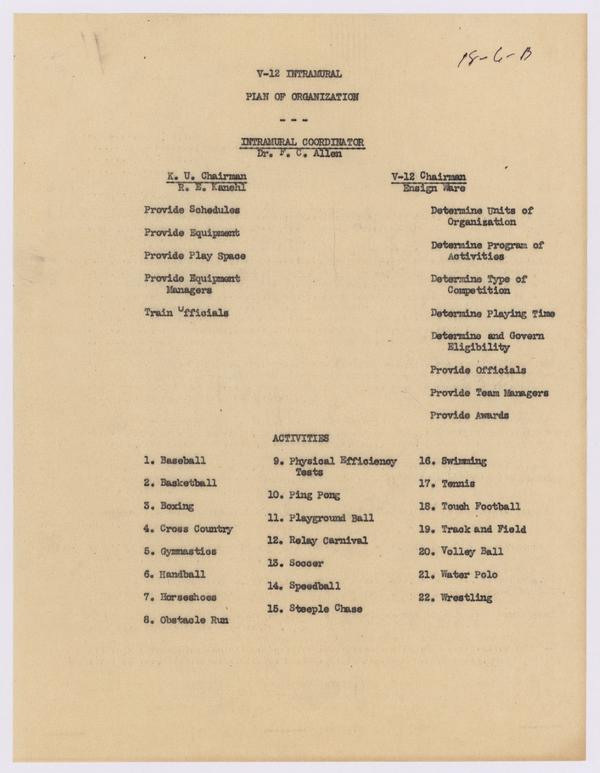 18-6-B
V-12 INTRAMURAL
PLAN OF ORGANIZATION
- - -
INTRAMURAL COORDINATOR
Dr. F. C. Allen
K. U. Chairman
R. E. Kanehl
Provide Schedules
Provide Equipment
Provide Play Space
Provide Equipment
Managers
Train Officials
V-12 Chairman
Ensign Ware
Determine Units of
Organization
Determine Program of
Activities
Determine Type of
Competition
Determine Playing Time
Determine and Govern
Eligibility
Provide Officials
Provide Team Managers
Provide Awards
ACTIVITIES
1. Baseball
2. Basketball
3. Boxing
4. Cross Country
5. Gymnastics
6. Handball
7. Horseshoes
8. Obstacle Run
9. Physical Efficiency
Tests
10. Ping Pong
11. Playground Ball
12. Relay Carnival
13. Soccer
14. Speedball
15. Steeple Chase
16. Swimming
17. Tennis
18. Touch Football
19. Track and Field
20. Volley Ball
21. Water Polo
22. Wrestling